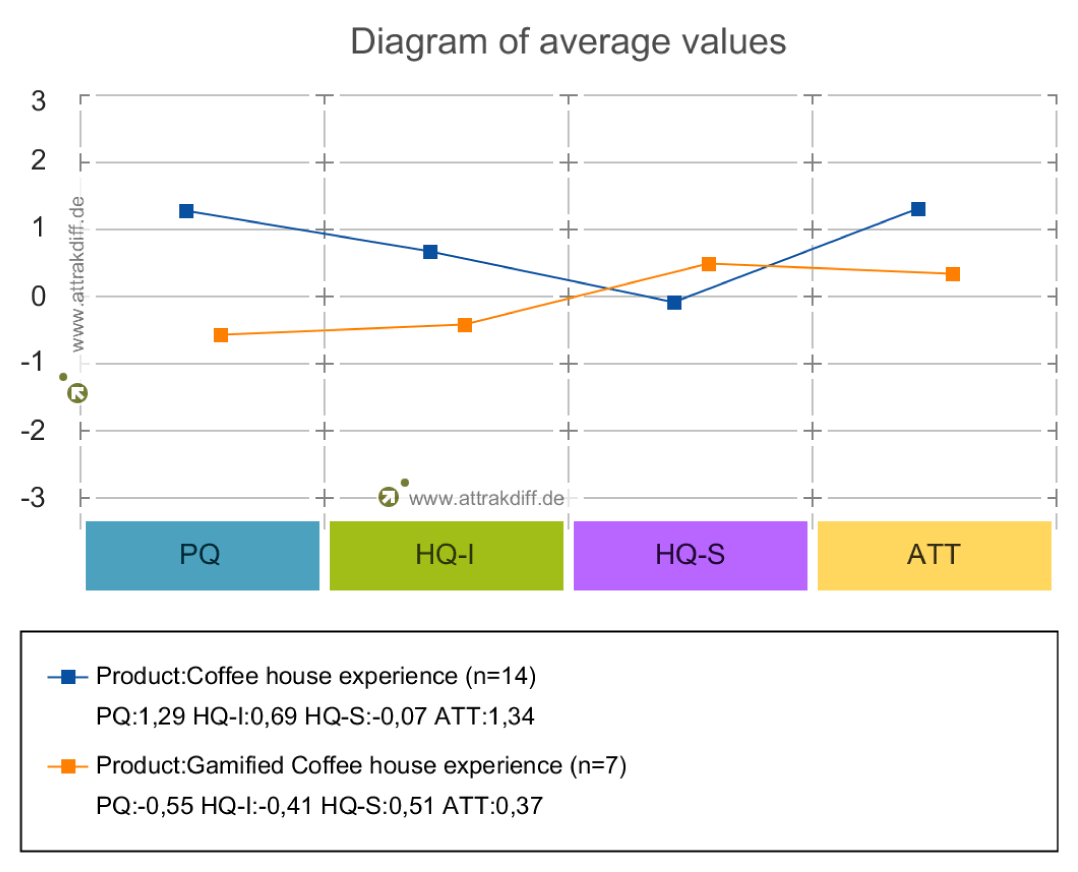 Diagram of average values
3
2
1
0
-1
-2
-3
www.attrakdiff.de
www.attrakdiff.de
PQ HQ-I HQ-S ATT
Product:Coffee house experience (n=14)
PQ:1,29 HQ-I:0,69 HQ-S:-0,07 ATT:1,34
Product:Gamified Coffee house experience (n=7)
PQ:-0,55 HQ-I:-0,41 HQ-S:0,51 ATT:0,37